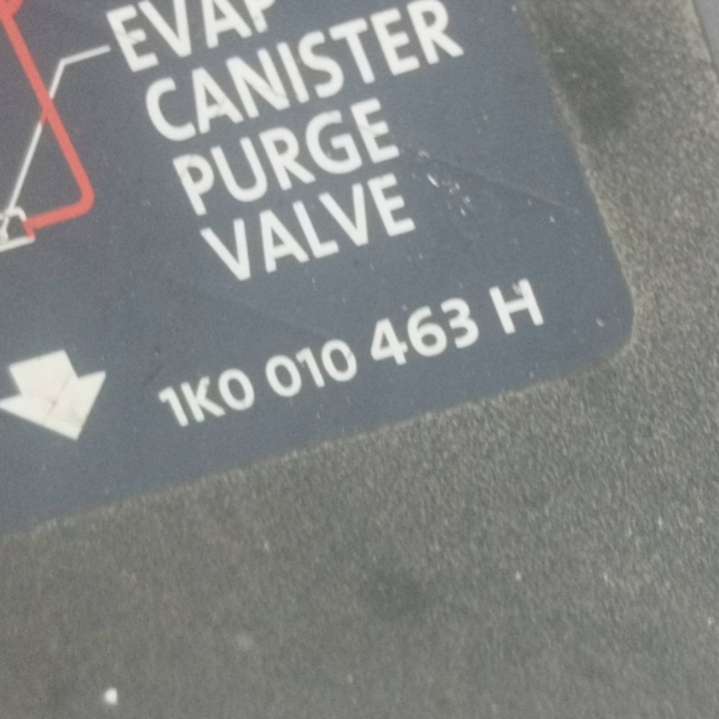 EVAP
CANISTER
PURGE
VALVE
1K0 010 463 H